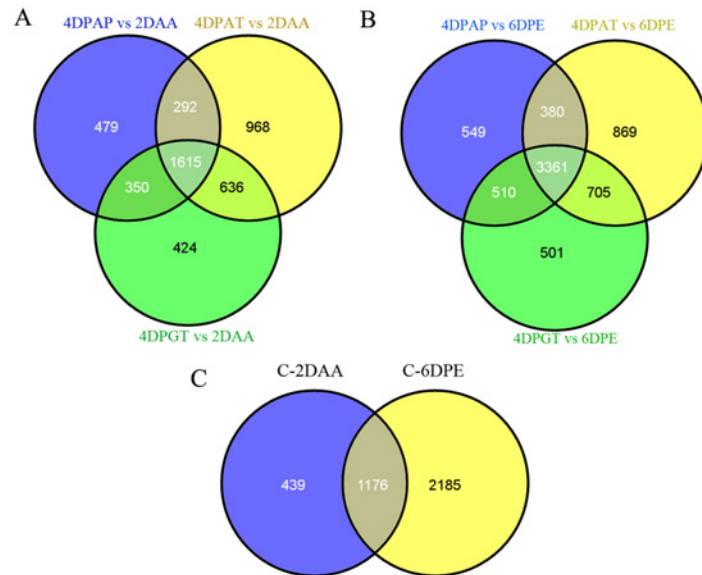 A
4DPAP vs 2DAA 4DPAT vs 2DAA
292
479
968
1615
350
636
424
4DPGT vs 2DAA
B
4DPAP vs 6DPE 4DPAT vs 6DPE
380
549
869
3361
510
705
501
4DPGT vs 6DPE
C
C-2DAA C-6DPE
439 1176 2185